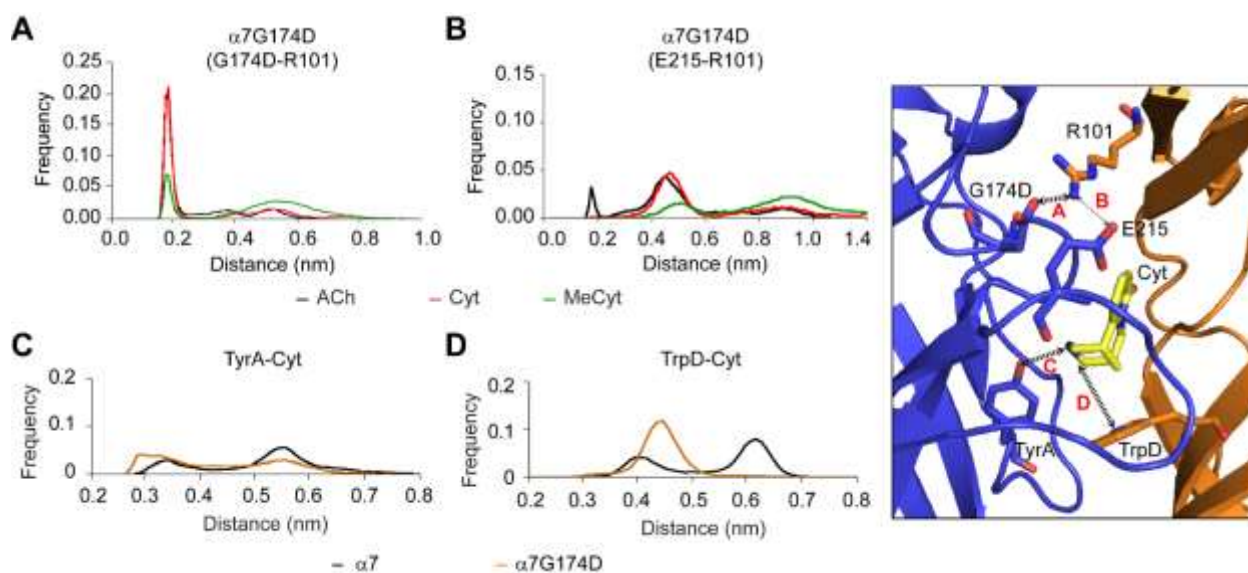 A
α7G174D
(G174D-R101)
0.25
0.20
0.15
0.10
0.05
0.00
Frequency
0.0 0.2 0.4 0.6 0.8 1.0
Distance (nm)
B
α7G174D
(E215-R101)
0.15
0.10
0.05
0.00
Frequency
0.0 0.2 0.4 0.6 0.8 1.0 1.4
Distance (nm)
ACh Cyt MeCyt
C
TyrA-Cyt
0.2
0.1
0
Frequency
0.2 0.3 0.4 0.5 0.6 0.7 0.8
Distance (nm)
D
TrpD-Cyt
0.2
0.1
0
Frequency
0.2 0.3 0.4 0.5 0.6 0.7 0.8
Distance (nm)
α7 α7G174D
R101
G174D
A B
E215
Cyt
C
D
TyrA TrpD